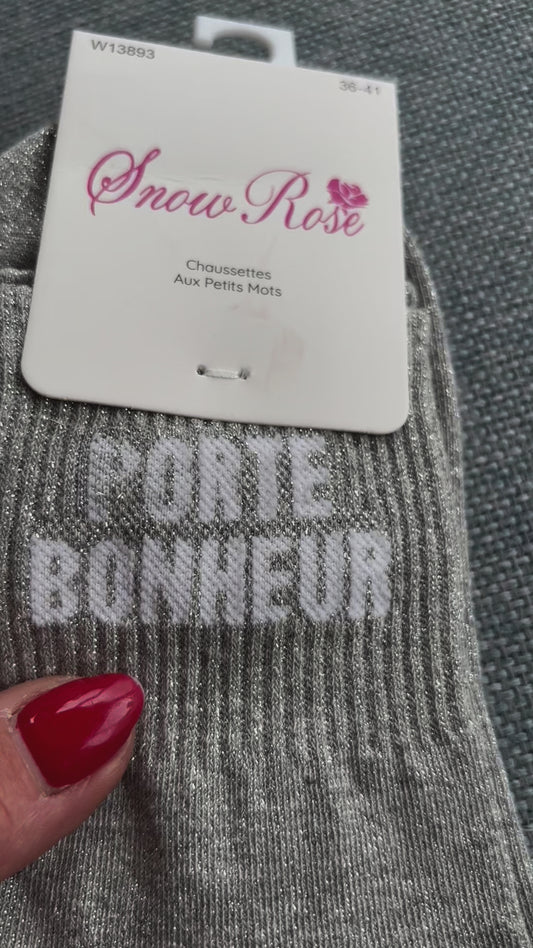 W13893
36-41
Snow Rose
Chaussettes
Aux Petits Mots
PORTE
BONHEUR